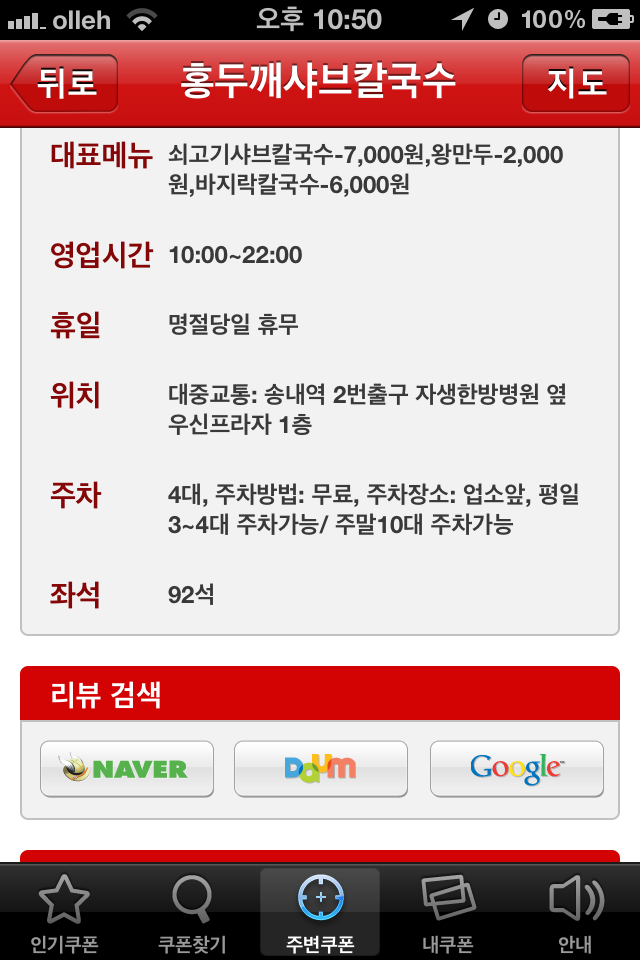 olleh 오후 10:50 100%
뒤로 홍두깨샤브칼국수 지도
대표메뉴 쇠고기샤브칼국수-7,000원,왕만두-2,000
원,바지락칼국수-6,000원
영업시간 10:00~22:00
휴일 명절당일 휴무
위치 대중교통: 송내역 2번출구 자생한방병원 옆
우신프라자 1층
주차 4대, 주차방법: 무료, 주차장소: 업소앞, 평일
3~4대 주차가능/ 주말10대 주차가능
좌석 92석
리뷰 검색
NAVER Daum Google™
인기쿠폰 쿠폰찾기 주변쿠폰 내쿠폰 안내